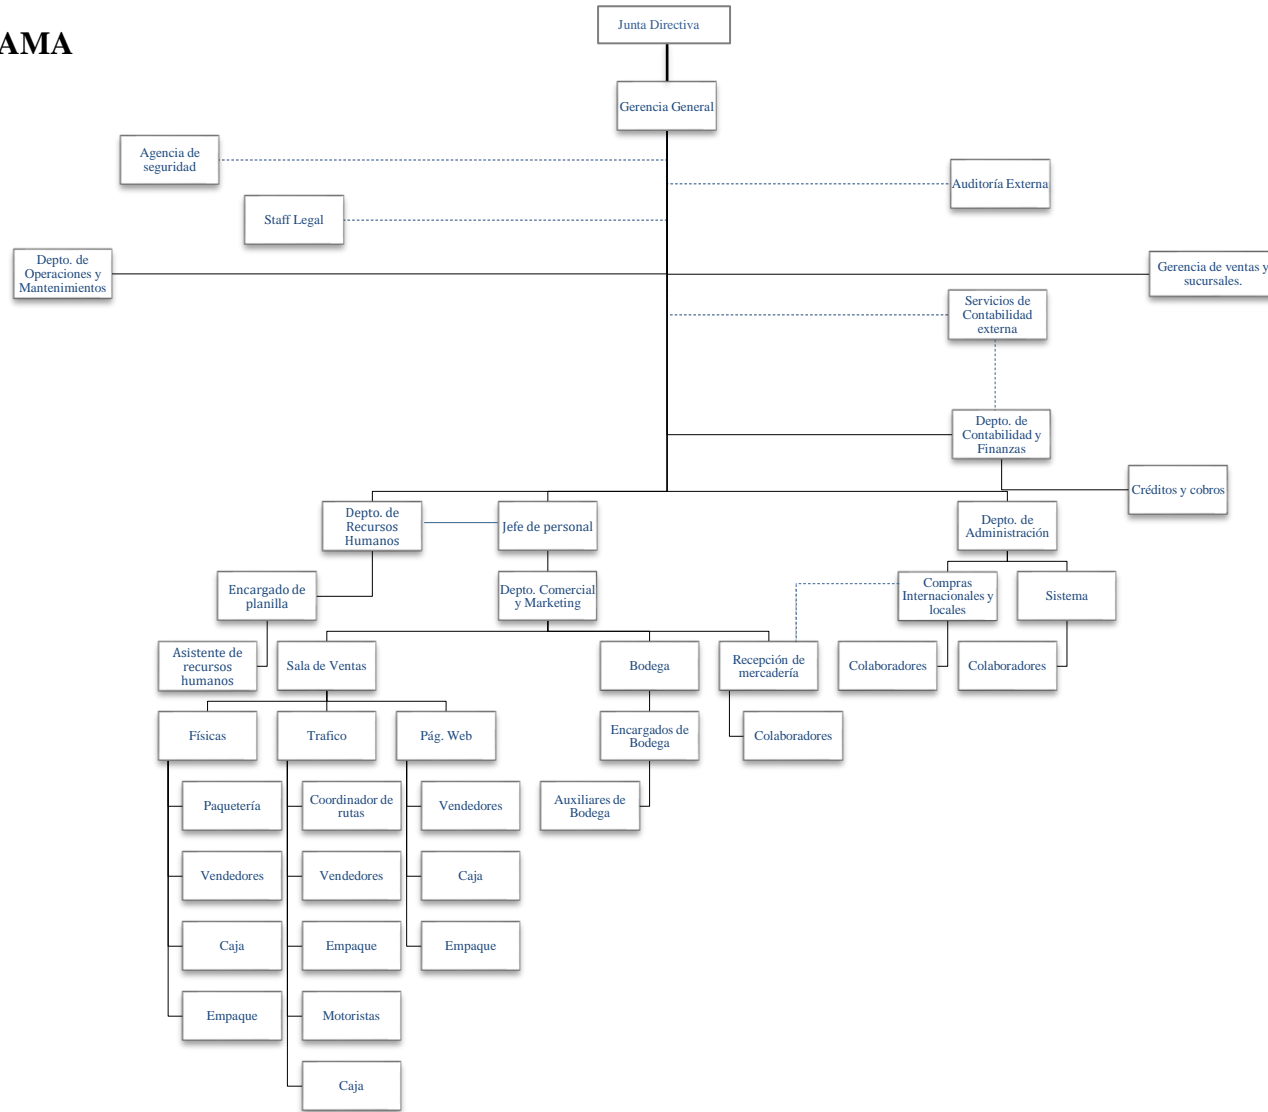 Junta Directiva
AMA
Gerencia General
Agencia de
seguridad
Auditoría Externa
Staff Legal
Depto. de
Operaciones y
Mantenimientos
Gerencia de ventas y
sucursales.
Servicios de
Contabilidad
externa
Depto. de
Contabilidad y
Finanzas
Créditos y cobros
Depto. de
Recursos
Humanos
Jefe de personal
Depto. de
Administración
Encargado de
planilla
Depto. Comercial
y Marketing
Compras
Internacionales y
locales
Sistema
Asistente de
recursos
humanos
Sala de Ventas
Bodega
Recepción de
mercadería
Colaboradores
Colaboradores
Físicas
Trafico
Pág. Web
Encargados de
Bodega
Colaboradores
Paquetería
Coordinador de
rutas
Vendedores
Auxiliares de
Bodega
Vendedores
Vendedores
Caja
Caja
Empaque
Empaque
Empaque
Motoristas
Caja